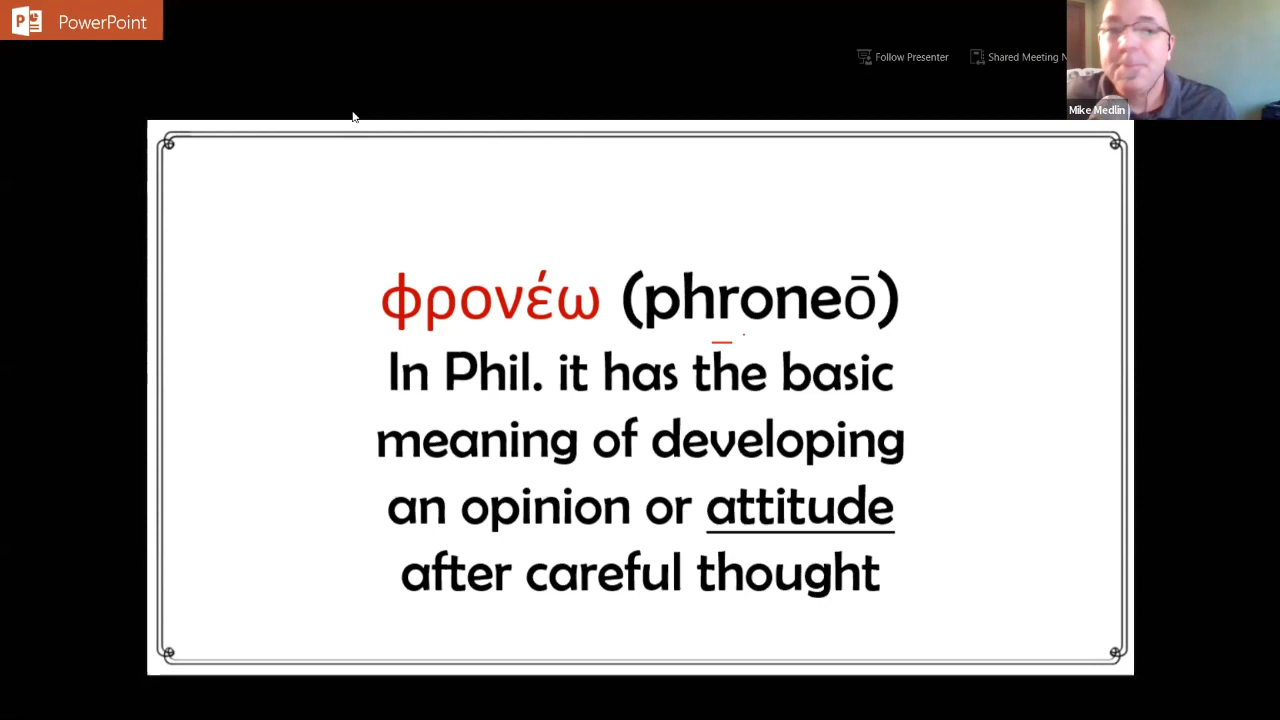 PowerPoint
Follow Presenter
Shared Meeting N
Mike Medlin
φρονέω (phroneō)
In Phil. it has the basic
meaning of developing
an opinion or attitude
after careful thought